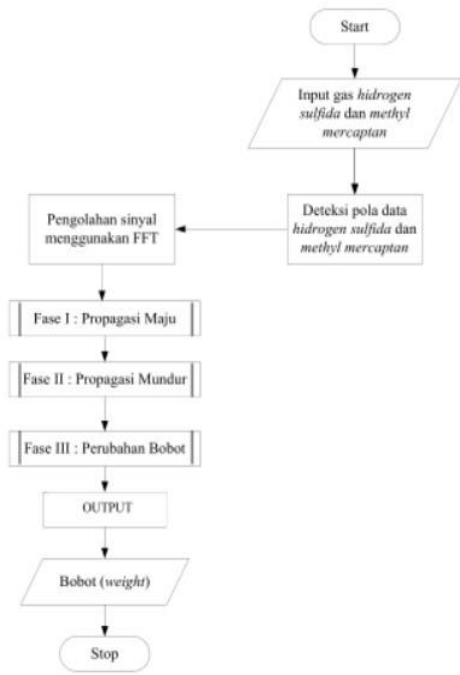 Start
Input gas hidrogen
sulfida dan methyl
mercaptan
Deteksi pola data
hidrogen sulfida dan
methyl mercaptan
Pengolahan sinyal
menggunakan FFT
Fase I : Propagasi Maju
Fase II : Propagasi Mundur
Fase III : Perubahan Bobot
OUTPUT
Bobot (weight)
Stop